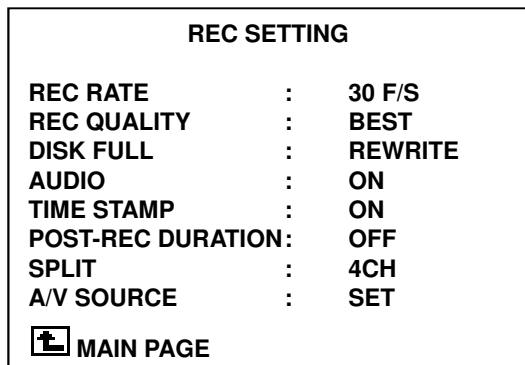 REC SETTING
REC RATE : 30 F/S
REC QUALITY : BEST
DISK FULL : REWRITE
AUDIO : ON
TIME STAMP : ON
POST-REC DURATION : OFF
SPLIT : 4CH
A/V SOURCE : SET
MAIN PAGE